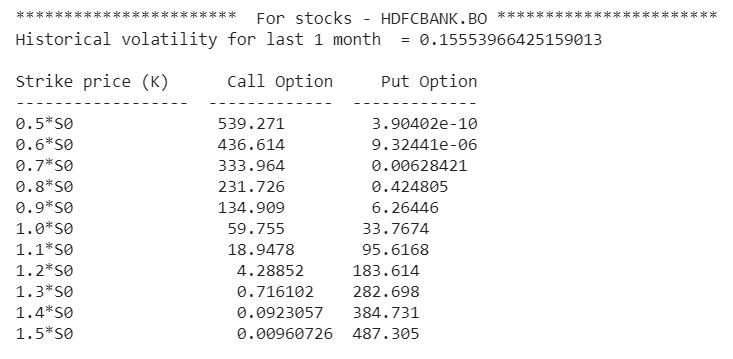 *********************** For stocks - HDFCBANK.BO ***********************
Historical volatility for last 1 month  = 0.15553966425159013

Strike price (K)      Call Option     Put Option
------------------  -------------  -------------
0.5*S0               539.271         3.90402e-10
0.6*S0               436.614         9.32441e-06
0.7*S0               333.964         0.00628421
0.8*S0               231.726         0.424805
0.9*S0               134.909         6.26446
1.0*S0                59.755        33.7674
1.1*S0                18.9478       95.6168
1.2*S0                 4.28852     183.614
1.3*S0                 0.716102    282.698
1.4*S0                 0.0923057   384.731
1.5*S0                 0.00960726  487.305